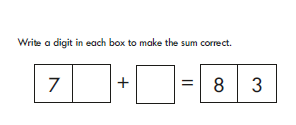 Write a digit in each box to make the sum correct.
7 + = 8 3